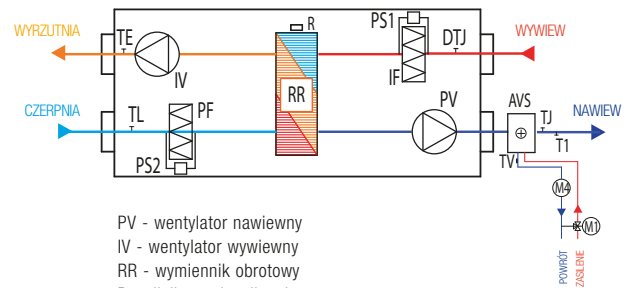 WYRZUTNIA TE IV R PS1 IF DTJ WYWIEW
CZERPNIA TL PF PS2 RR PV AVS TJ T1 NAWIEW
TV
M4
M1
POWRÓT
ZASILENIE
PV - wentylator nawiewny
IV - wentylator wywiewny
RR - wymiennik obrotowy